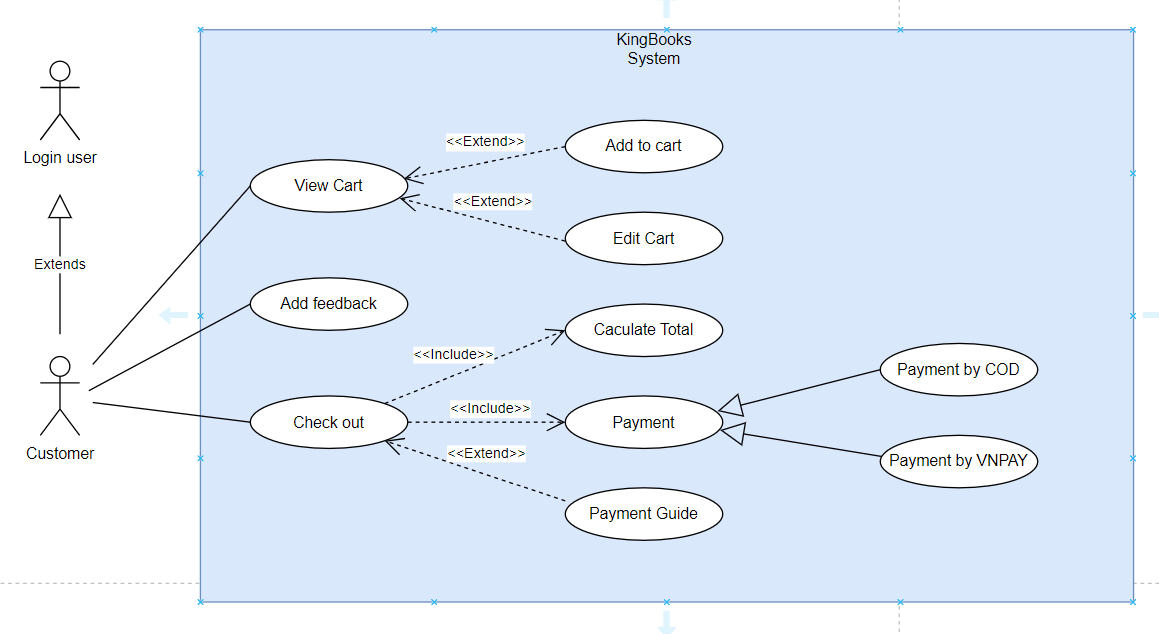 KingBooks
System
Login user
Extends
Customer
View Cart
<<Extend>>
Add to cart
<<Extend>>
Edit Cart
Add feedback
Check out
<<Include>>
Caculate Total
<<Include>>
Payment
<<Extend>>
Payment Guide
Payment by COD
Payment by VNPAY